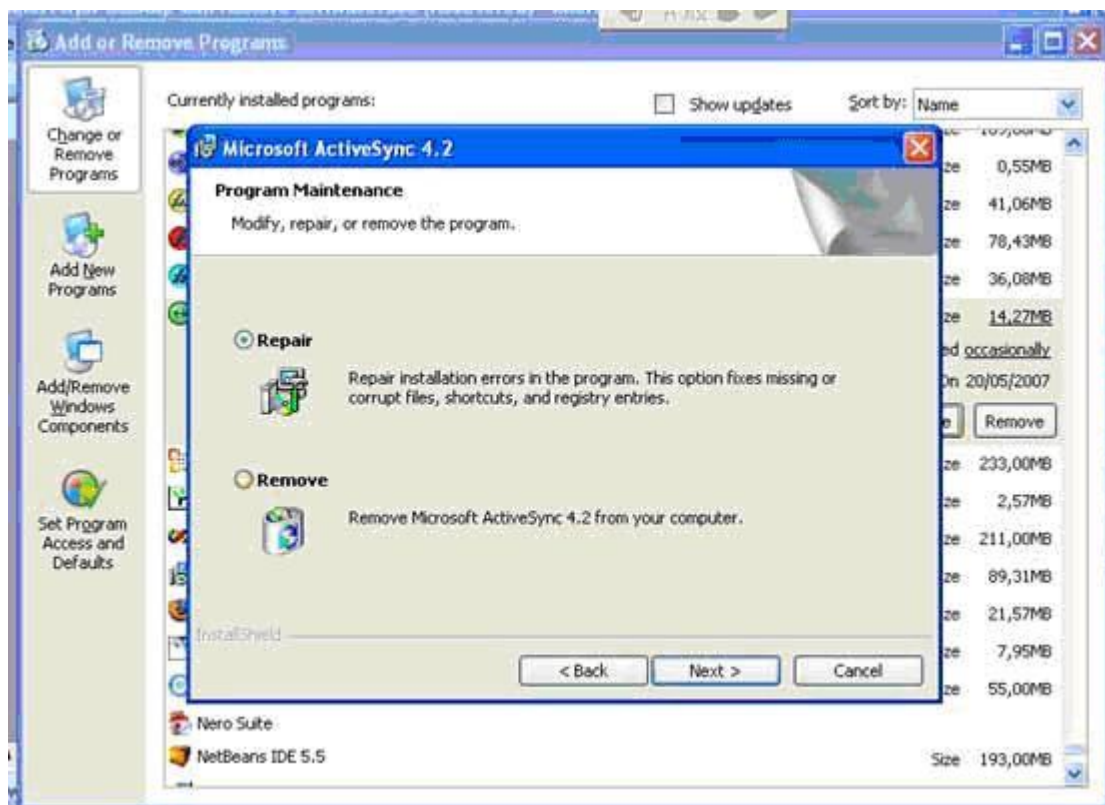 Add or Remove Programs
Change or
Remove
Programs
Add New
Programs
Add/Remove
Windows
Components
Set Program
Access and
Defaults
Currently installed programs:
Show updates
Sort by: Name
Microsoft ActiveSync 4.2
Program Maintenance
Modify, repair, or remove the program.
Repair
Repair installation errors in the program. This option fixes missing or
corrupt files, shortcuts, and registry entries.
Remove
Remove Microsoft ActiveSync 4.2 from your computer.
InstallShield
< Back
Next >
Cancel
0,55MB
41,06MB
78,43MB
36,08MB
14,27MB
occasionally
20/05/2007
Remove
233,00MB
2,57MB
211,00MB
89,31MB
21,57MB
7,95MB
55,00MB
Nero Suite
NetBeans IDE 5.5
Size 193,00MB